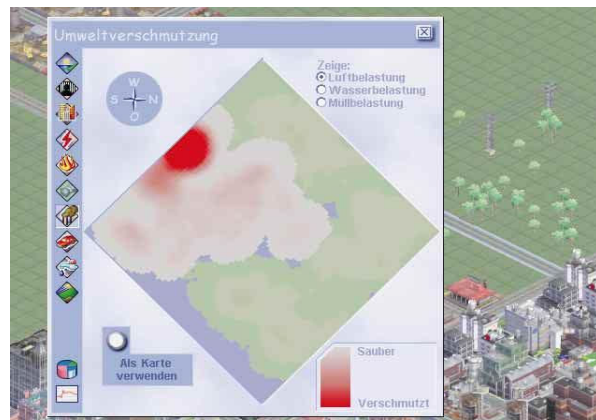 Umweltverschmutzung
Zeige:
Luftbelastung
Wasserbelastung
Müllbelastung
W
S N
O
Als Karte
verwenden
Sauber
Verschmutzt